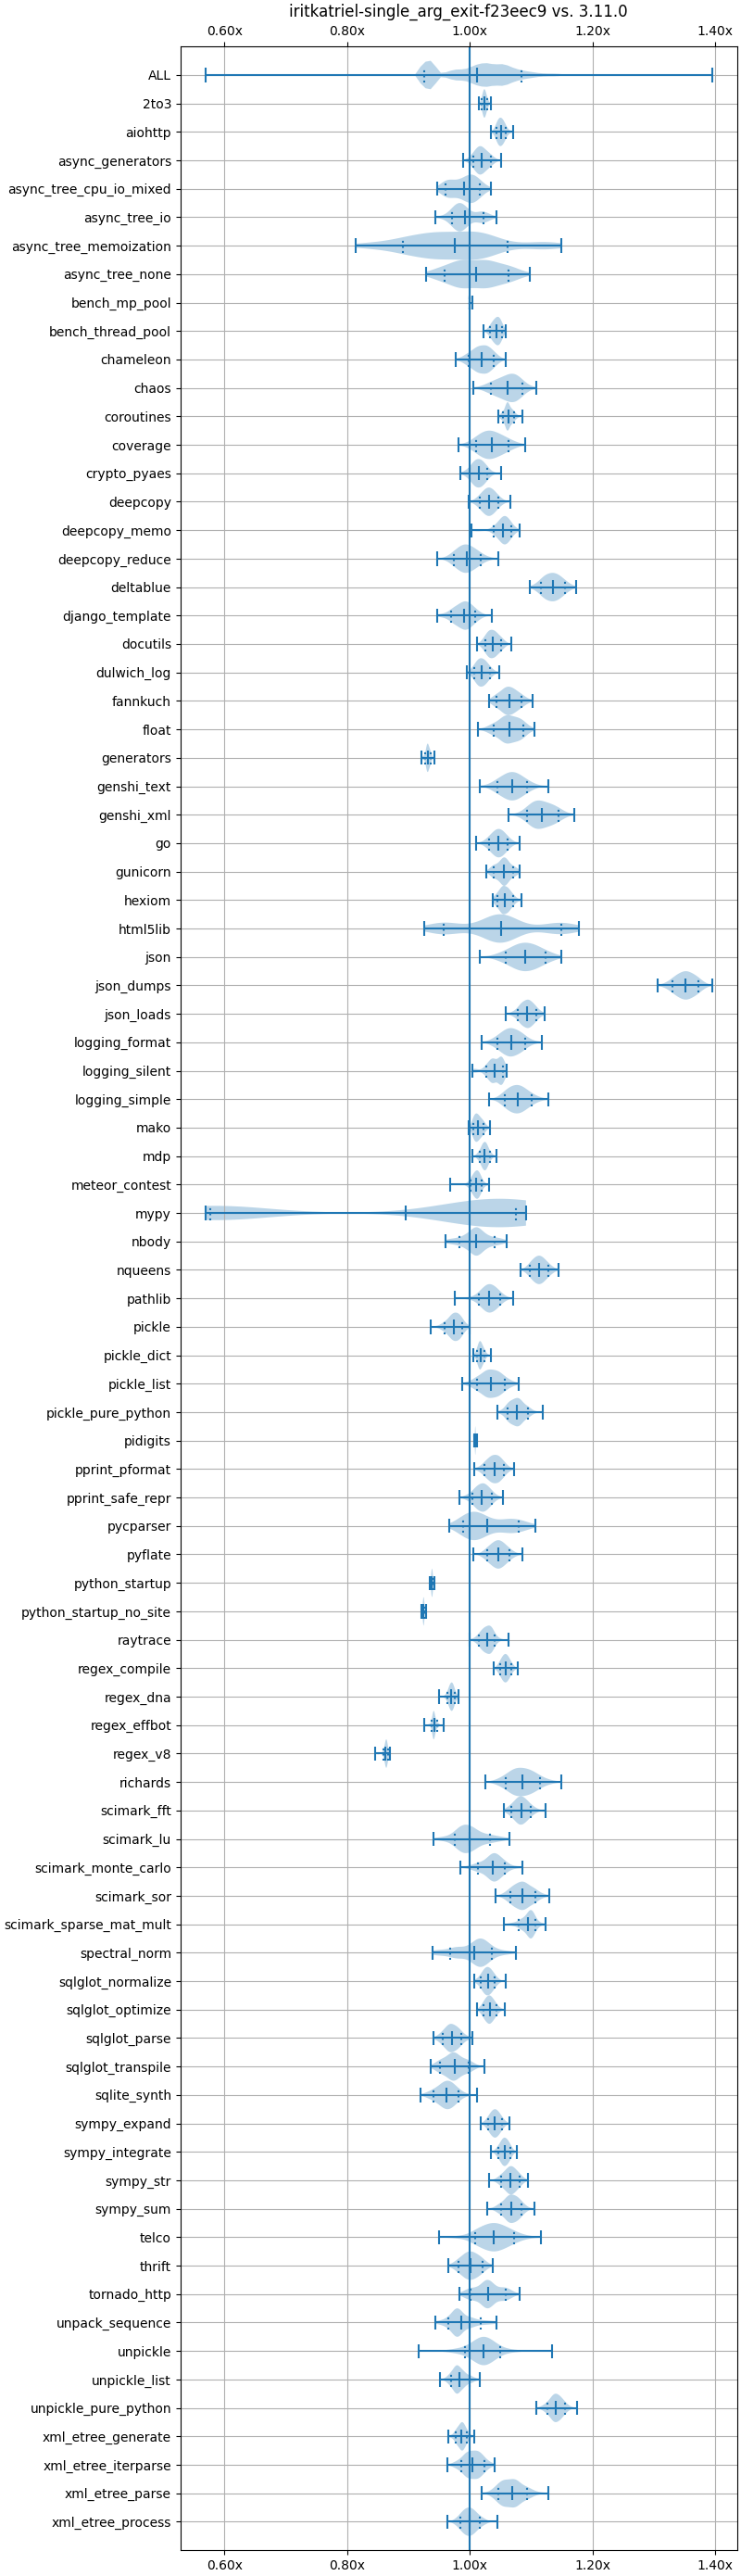 iritkatriel-single_arg_exit-f23eec9 vs. 3.11.0
0.60x 0.80x 1.00x 1.20x 1.40x
ALL
2to3
aiohttp
async_generators
async_tree_cpu_io_mixed
async_tree_io
async_tree_memoization
async_tree_none
bench_mp_pool
bench_thread_pool
chameleon
chaos
coroutines
coverage
crypto_pyaes
deepcopy
deepcopy_memo
deepcopy_reduce
deltablue
django_template
docutils
dulwich_log
fannkuch
float
generators
genshi_text
genshi_xml
go
gunicorn
hexiom
html5lib
json
json_dumps
json_loads
logging_format
logging_silent
logging_simple
mako
mdp
meteor_contest
mypy
nbody
nqueens
pathlib
pickle
pickle_dict
pickle_list
pickle_pure_python
pidigits
pprint_pformat
pprint_safe_repr
pycparser
pyflate
python_startup
python_startup_no_site
raytrace
regex_compile
regex_dna
regex_effbot
regex_v8
richards
scimark_fft
scimark_lu
scimark_monte_carlo
scimark_sor
scimark_sparse_mat_mult
spectral_norm
sqlglot_normalize
sqlglot_optimize
sqlglot_parse
sqlglot_transpile
sqlite_synth
sympy_expand
sympy_integrate
sympy_str
sympy_sum
telco
thrift
tornado_http
unpack_sequence
unpickle
unpickle_list
unpickle_pure_python
xml_etree_generate
xml_etree_iterparse
xml_etree_parse
xml_etree_process
0.60x 0.80x 1.00x 1.20x 1.40x